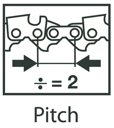 ÷ = 2
Pitch